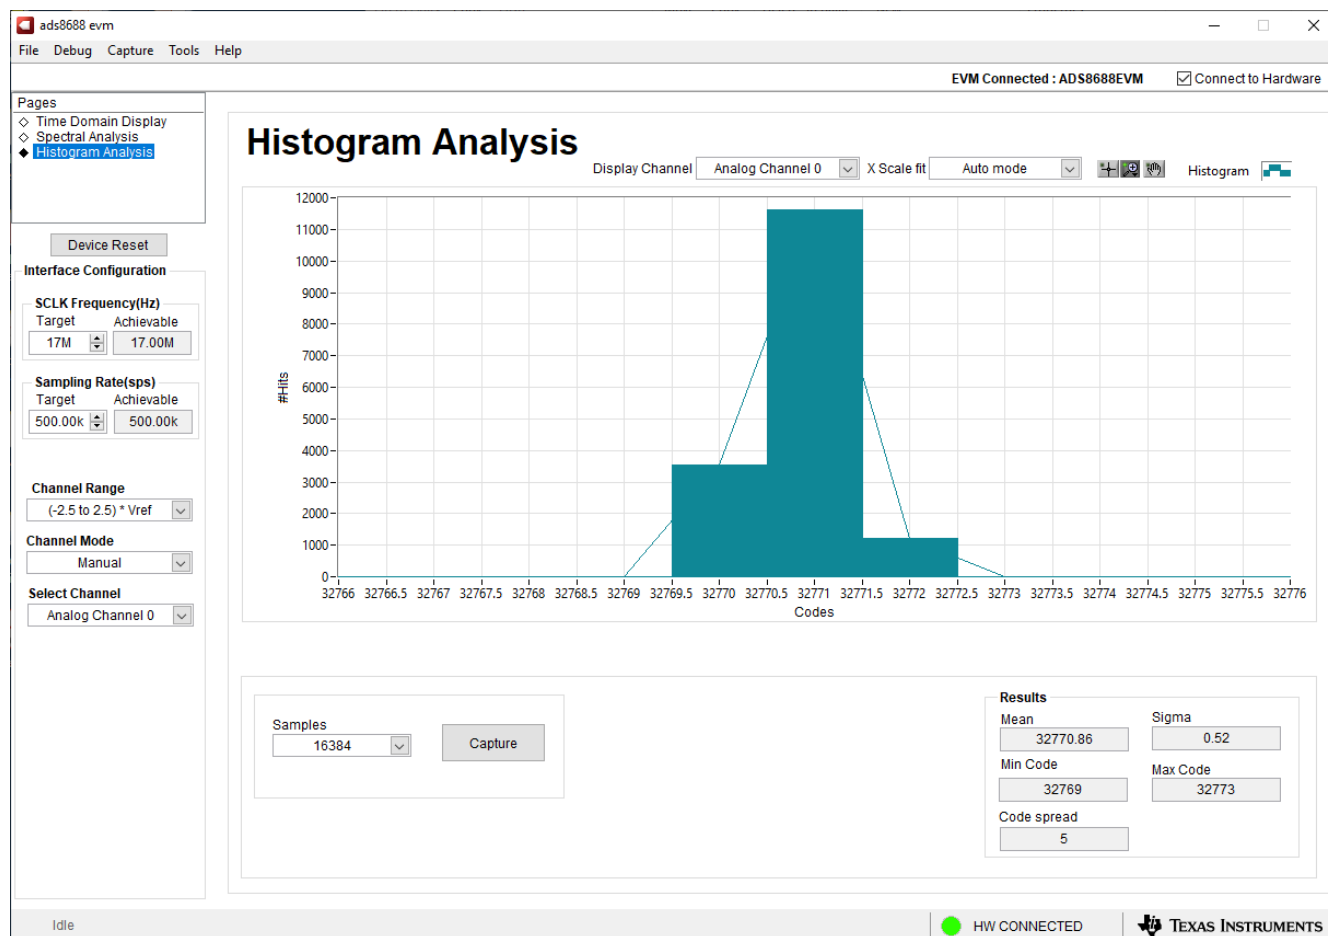 ads8688 evm
File Debug Capture Tools Help
EVM Connected : ADS8688EVM Connect to Hardware
Pages
Time Domain Display
Spectral Analysis
Histogram Analysis
Device Reset
Interface Configuration
SCLK Frequency(Hz)
Target Achievable
17M 17.00M
Sampling Rate(sps)
Target Achievable
500.00k 500.00k
Channel Range
(-2.5 to 2.5) * Vref
Channel Mode
Manual
Select Channel
Analog Channel 0
Histogram Analysis
Display Channel Analog Channel 0 X Scale fit Auto mode Histogram
12000
11000
10000
9000
8000
7000
6000
5000
4000
3000
2000
1000
0
#Hits
32766 32766.5 32767 32767.5 32768 32768.5 32769 32769.5 32770 32770.5 32771 32771.5 32772 32772.5 32773 32773.5 32774 32774.5 32775 32775.5 32776
Codes
Samples
16384
Capture
Results
Mean Sigma
32770.86 0.52
Min Code Max Code
32769 32773
Code spread
5
Idle HW CONNECTED TEXAS INSTRUMENTS